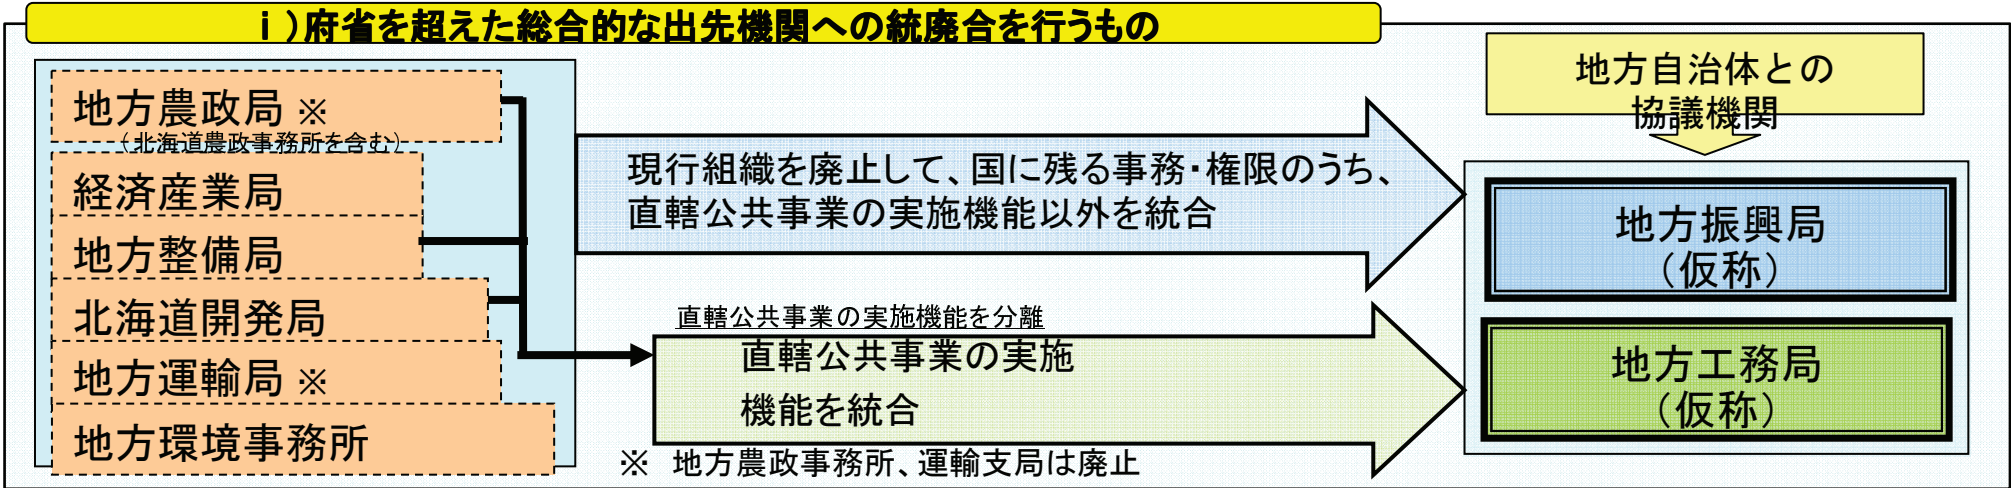 ⅰ）府省を超えた総合的な出先機関への統廃合を行うもの
地方農政局 ※
（北海道農政事務所を含む）
経済産業局
地方整備局
北海道開発局
地方運輸局 ※
地方環境事務所
現行組織を廃止して、国に残る事務・権限のうち、
直轄公共事業の実施機能以外を統合
直轄公共事業の実施機能を分離
直轄公共事業の実施
機能を統合
※　地方農政事務所、運輸支局は廃止
地方自治体との
協議機関
地方振興局
（仮称）
地方工務局
（仮称）